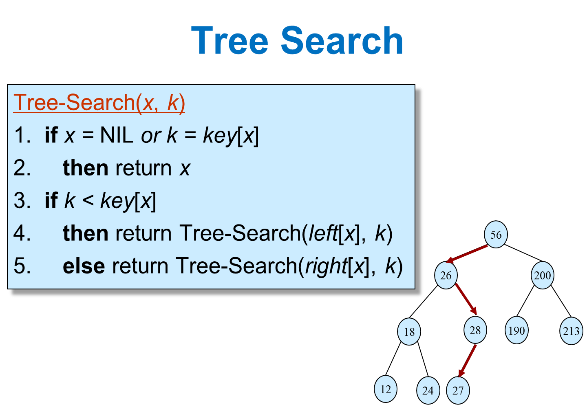 Tree Search
Tree-Search(x, k)
1. if x = NIL or k = key[x]
2. then return x
3. if k < key[x]
4. then return Tree-Search(left[x], k)
5. else return Tree-Search(right[x], k)
56
26 200
18 28 190 213
12 24 27